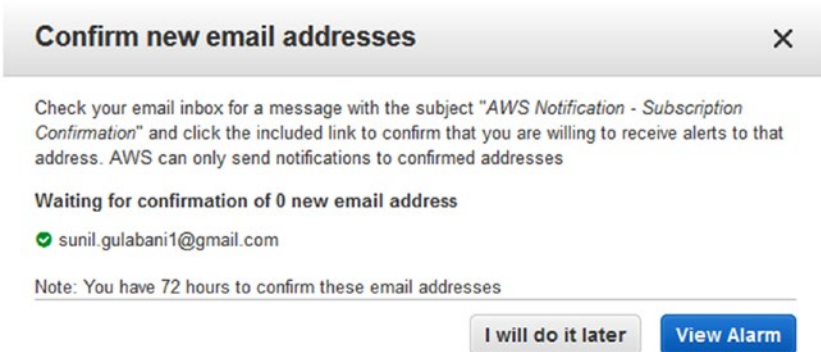 Confirm new email addresses
Check your email inbox for a message with the subject "AWS Notification - Subscription
Confirmation" and click the included link to confirm that you are willing to receive alerts to that
address. AWS can only send notifications to confirmed addresses
Waiting for confirmation of 0 new email address
sunil.gulabani1@gmail.com
Note: You have 72 hours to confirm these email addresses
I will do it later
View Alarm